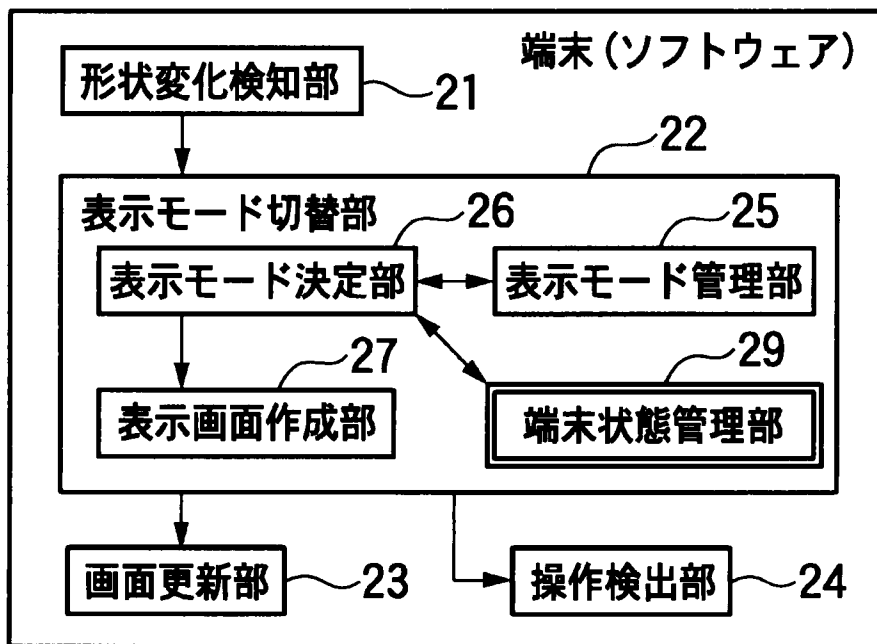 端末(ソフトウェア)
形状変化検知部
21
22
表示モード切替部
26
25
表示モード決定部
表示モード管理部
27
29
表示画面作成部
端末状態管理部
画面更新部
23
操作検出部
24